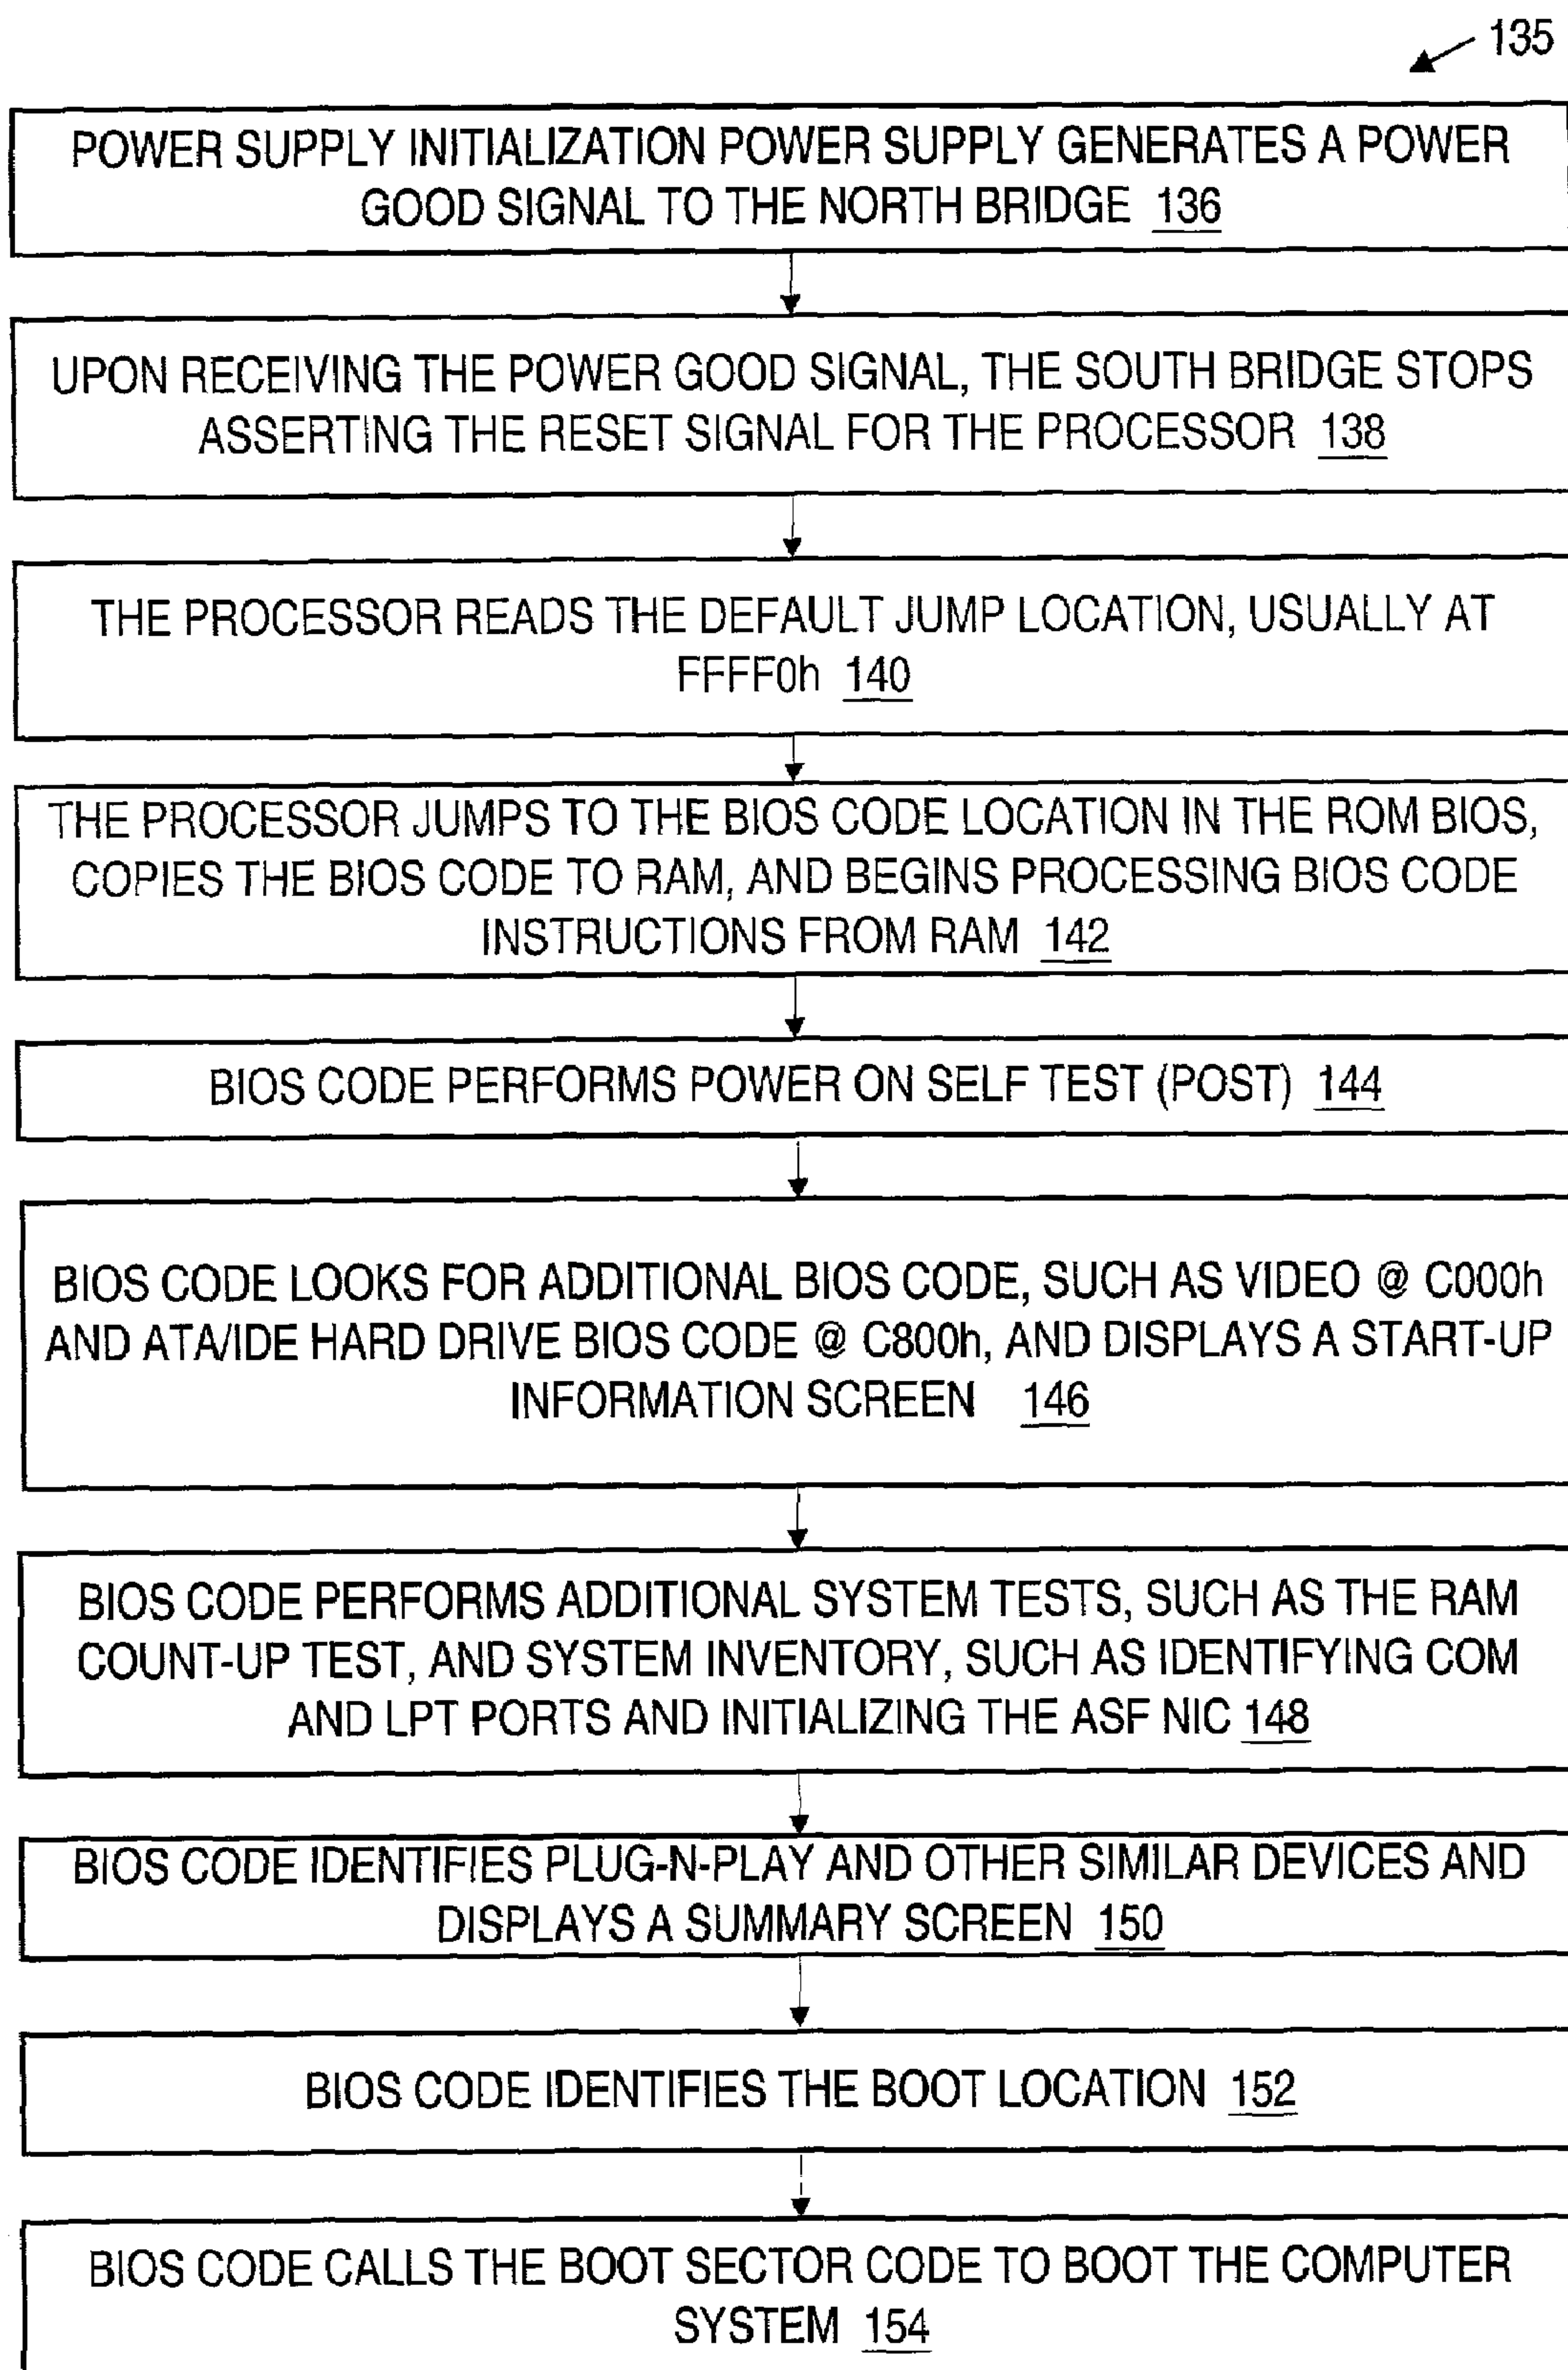 135
POWER SUPPLY INITIALIZATION POWER SUPPLY GENERATES A POWER
GOOD SIGNAL TO THE NORTH BRIDGE 136
UPON RECEIVING THE POWER GOOD SIGNAL, THE SOUTH BRIDGE STOPS
ASSERTING THE RESET SIGNAL FOR THE PROCESSOR 138
THE PROCESSOR READS THE DEFAULT JUMP LOCATION, USUALLY AT
FFFF0h 140
THE PROCESSOR JUMPS TO THE BIOS CODE LOCATION IN THE ROM BIOS,
COPIES THE BIOS CODE TO RAM, AND BEGINS PROCESSING BIOS CODE
INSTRUCTIONS FROM RAM 142
BIOS CODE PERFORMS POWER ON SELF TEST (POST) 144
BIOS CODE LOOKS FOR ADDITIONAL BIOS CODE, SUCH AS VIDEO @ C000h
AND ATA/IDE HARD DRIVE BIOS CODE @ C800h, AND DISPLAYS A START-UP
INFORMATION SCREEN 146
BIOS CODE PERFORMS ADDITIONAL SYSTEM TESTS, SUCH AS THE RAM
COUNT-UP TEST, AND SYSTEM INVENTORY, SUCH AS IDENTIFYING COM
AND LPT PORTS AND INITIALIZING THE ASF NIC 148
BIOS CODE IDENTIFIES PLUG-N-PLAY AND OTHER SIMILAR DEVICES AND
DISPLAYS A SUMMARY SCREEN 150
BIOS CODE IDENTIFIES THE BOOT LOCATION 152
BIOS CODE CALLS THE BOOT SECTOR CODE TO BOOT THE COMPUTER
SYSTEM 154